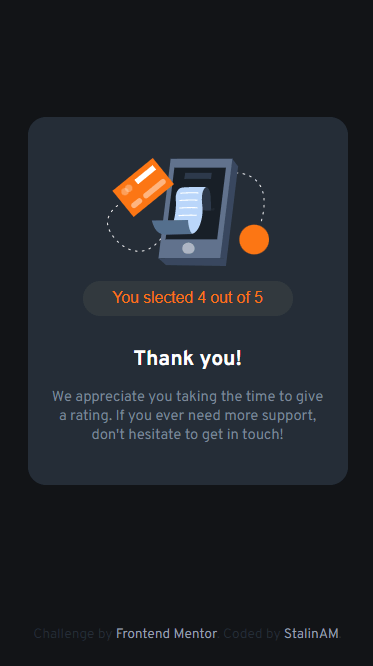 You slected 4 out of 5
Thank you!
We appreciate you taking the time to give
a rating. If you ever need more support,
don't hesitate to get in touch!
Challenge by Frontend Mentor. Coded by StalinAM.